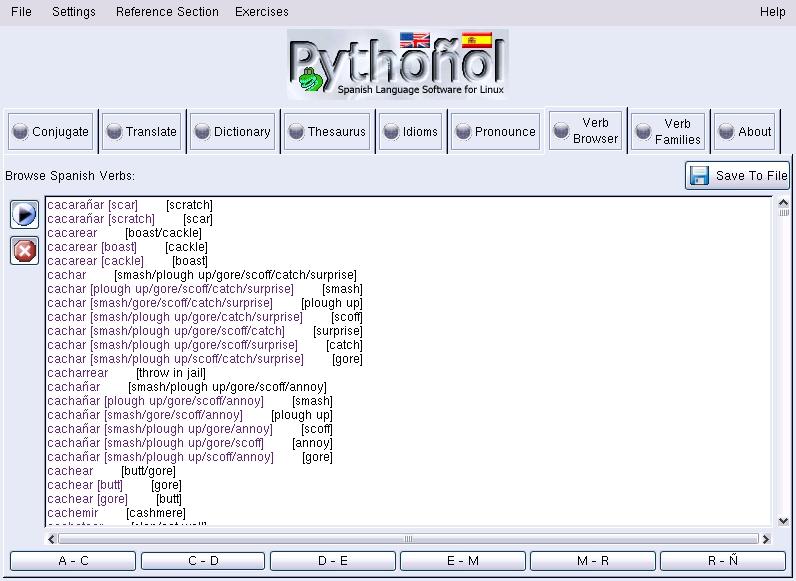 File Settings Reference Section Exercises Help
Pythoñol
Spanish Language Software for Linux
Conjugate Translate Dictionary Thesaurus Idioms Pronounce Verb Browser Verb Families About
Browse Spanish Verbs: Save To File
cacarañar [scar] [scratch]
cacarañar [scratch] [scar]
cacarear [boast/cackle]
cacarear [boast] [cackle]
cacarear [cackle] [boast]
cachar [smash/plough up/gore/scoff/catch/surprise]
cachar [plough up/gore/scoff/catch/surprise] [smash]
cachar [smash/gore/scoff/catch/surprise] [plough up]
cachar [smash/plough up/gore/catch/surprise] [scoff]
cachar [smash/plough up/gore/scoff/catch] [surprise]
cachar [smash/plough up/gore/scoff/surprise] [catch]
cachar [smash/plough up/scoff/catch/surprise] [gore]
cacharrear [throw in jail]
cachañar [smash/plough up/gore/scoff/annoy]
cachañar [plough up/gore/scoff/annoy] [smash]
cachañar [smash/gore/scoff/annoy] [plough up]
cachañar [smash/plough up/gore/annoy] [scoff]
cachañar [smash/plough up/gore/scoff] [annoy]
cachañar [smash/plough up/scoff/annoy] [gore]
cachear [butt/gore]
cachear [butt] [gore]
cachear [gore] [butt]
cachemir [cashmere]
A - C C - D D - E E - M M - R R - Ñ